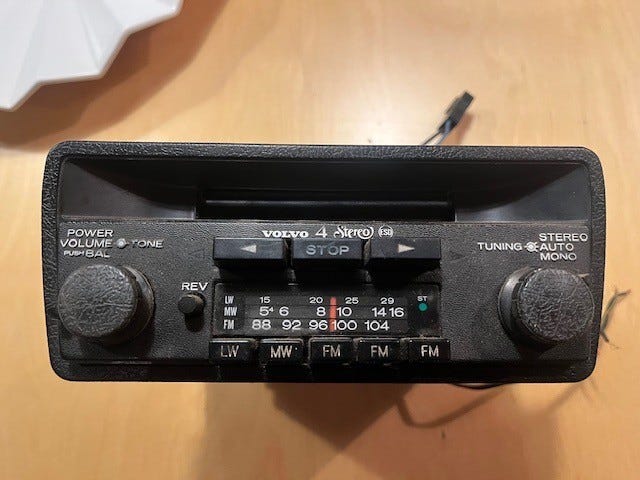 POWER
VOLUME TONE
PUSH BAL
VOLVO 4 Stereo ESD
STOP
TUNING STEREO
AUTO
MONO
REV
LW 15 20 25 29 ST
MW 5⁴ 6 8 10 14 16
FM 88 92 96 100 104
LW MW FM FM FM